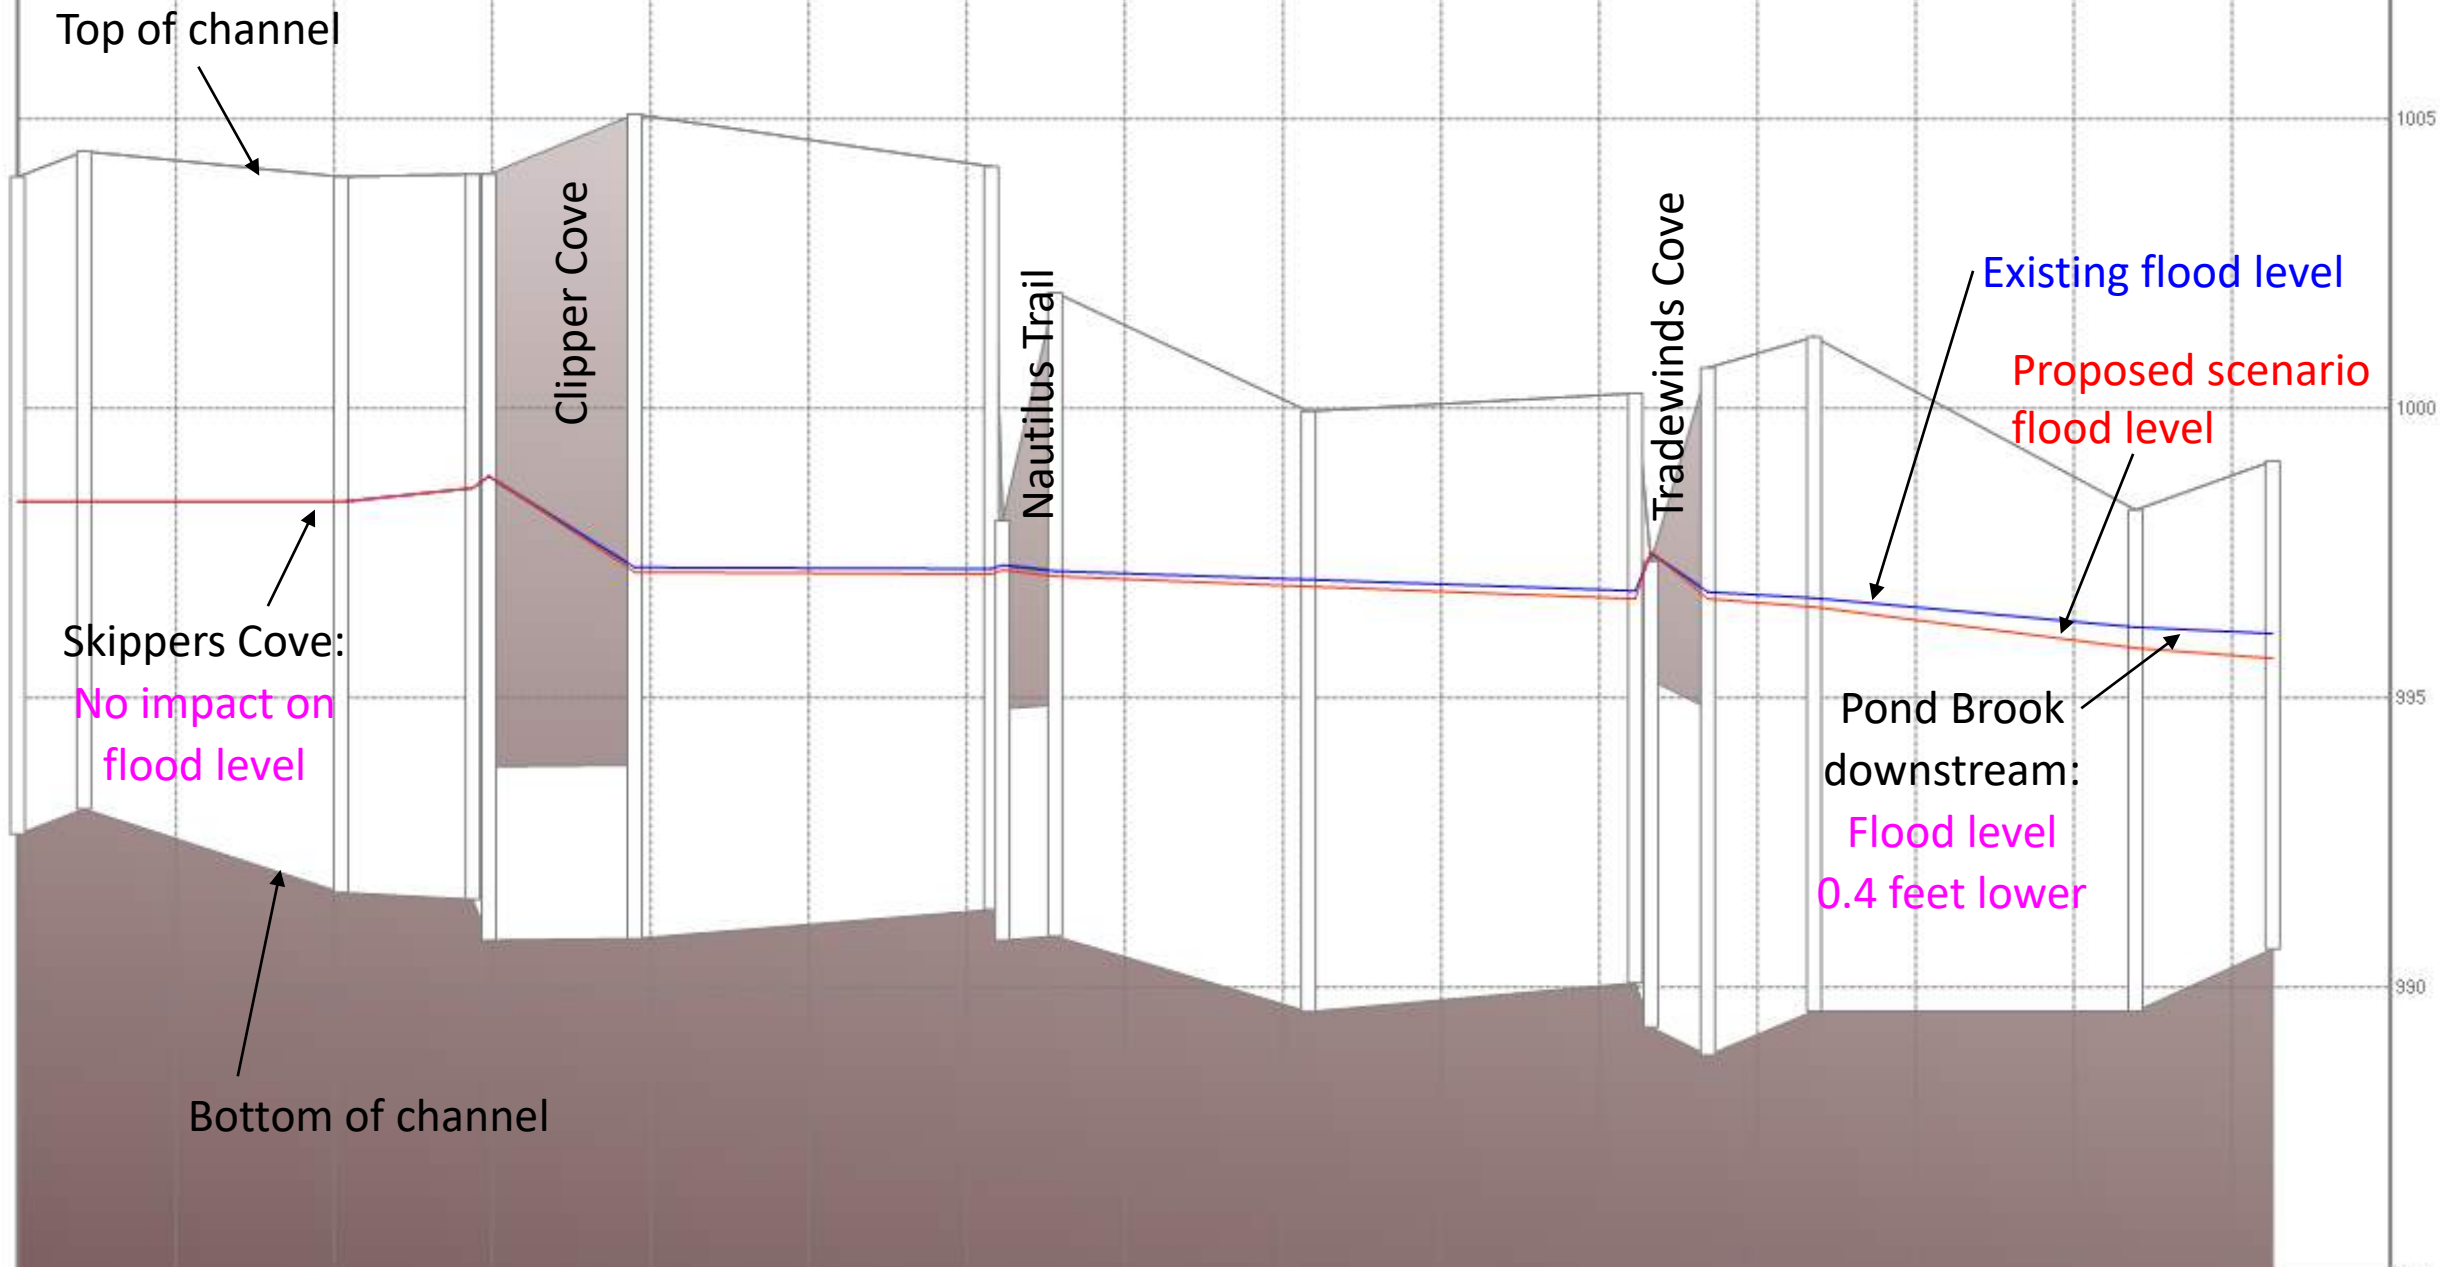 Top of channel
1005
Clipper Cove
Nautilus Trail
Tradewinds Cove
Existing flood level
Proposed scenario
flood level
1000
Skippers Cove:
No impact on
flood level
995
Pond Brook
downstream:
Flood level
0.4 feet lower
990
Bottom of channel